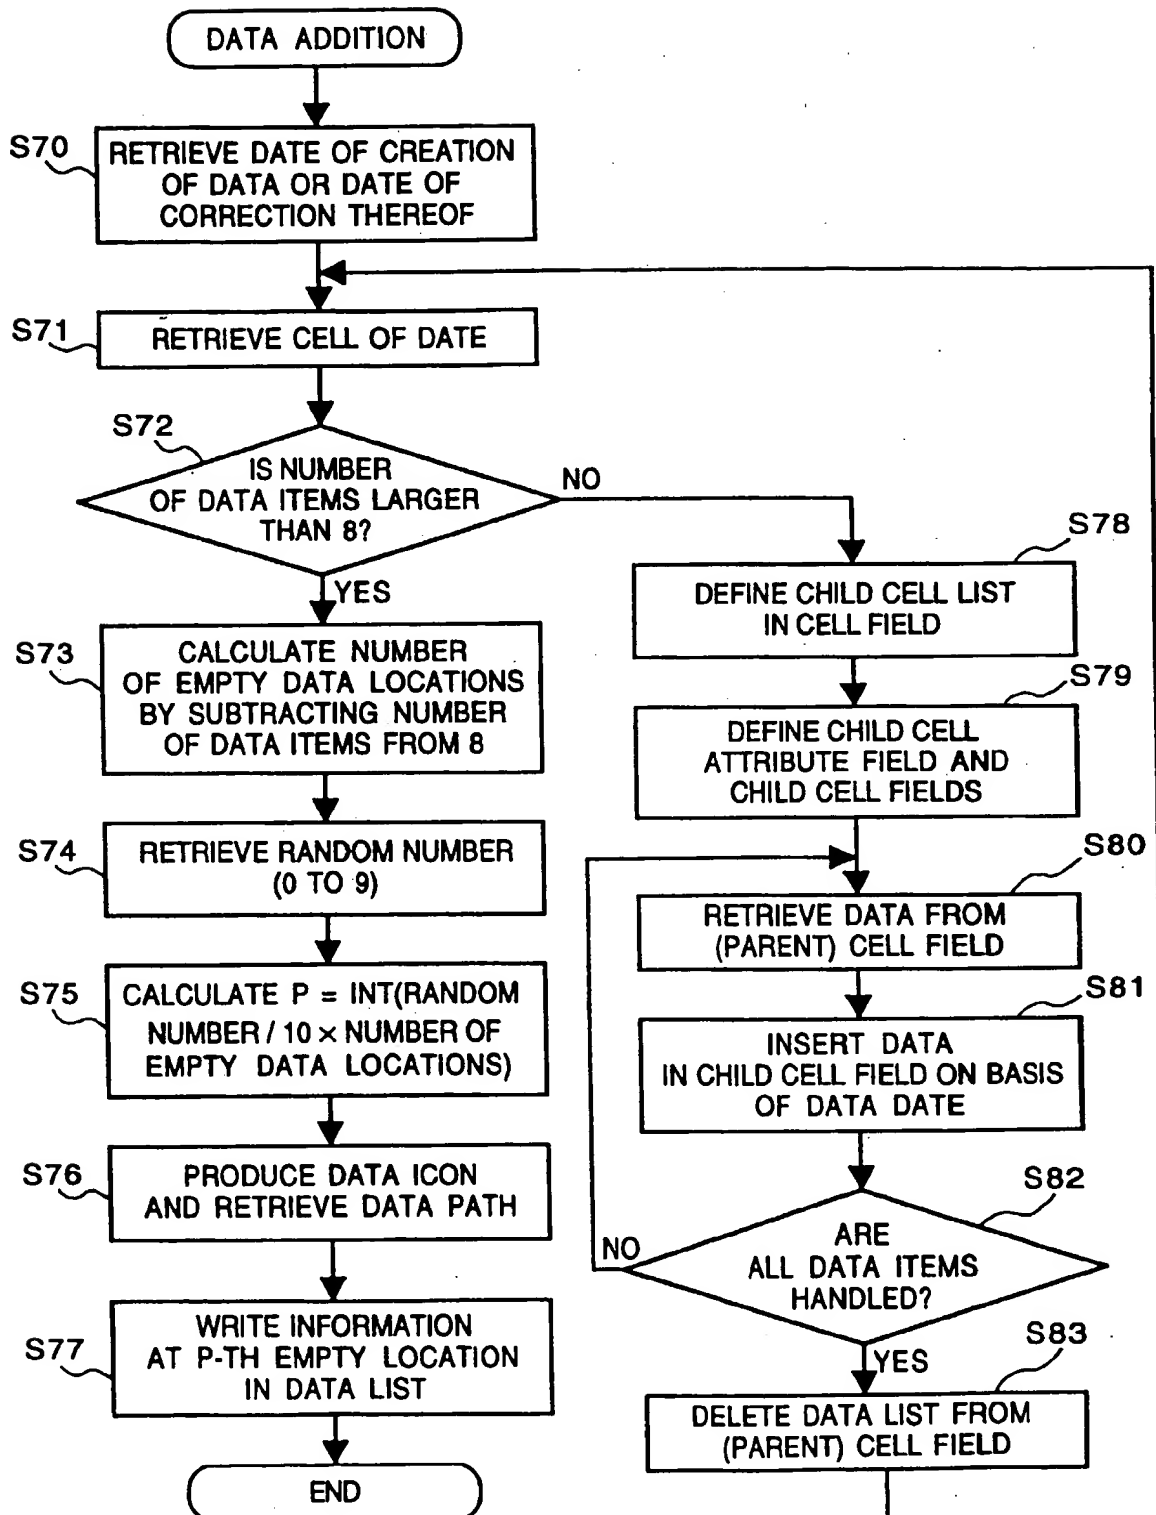 DATA ADDITION
S70
RETRIEVE DATE OF CREATION
OF DATA OR DATE OF
CORRECTION THEREOF
S71
RETRIEVE CELL OF DATE
S72
IS NUMBER
OF DATA ITEMS LARGER
THAN 8?
NO
YES
S73
CALCULATE NUMBER
OF EMPTY DATA LOCATIONS
BY SUBTRACTING NUMBER
OF DATA ITEMS FROM 8
S74
RETRIEVE RANDOM NUMBER
(0 TO 9)
S75
CALCULATE P = INT(RANDOM
NUMBER / 10 × NUMBER OF
EMPTY DATA LOCATIONS)
S76
PRODUCE DATA ICON
AND RETRIEVE DATA PATH
S77
WRITE INFORMATION
AT P-TH EMPTY LOCATION
IN DATA LIST
END
S78
DEFINE CHILD CELL LIST
IN CELL FIELD
S79
DEFINE CHILD CELL
ATTRIBUTE FIELD AND
CHILD CELL FIELDS
S80
RETRIEVE DATA FROM
(PARENT) CELL FIELD
S81
INSERT DATA
IN CHILD CELL FIELD ON BASIS
OF DATA DATE
S82
ARE
ALL DATA ITEMS
HANDLED?
NO
YES
S83
DELETE DATA LIST FROM
(PARENT) CELL FIELD